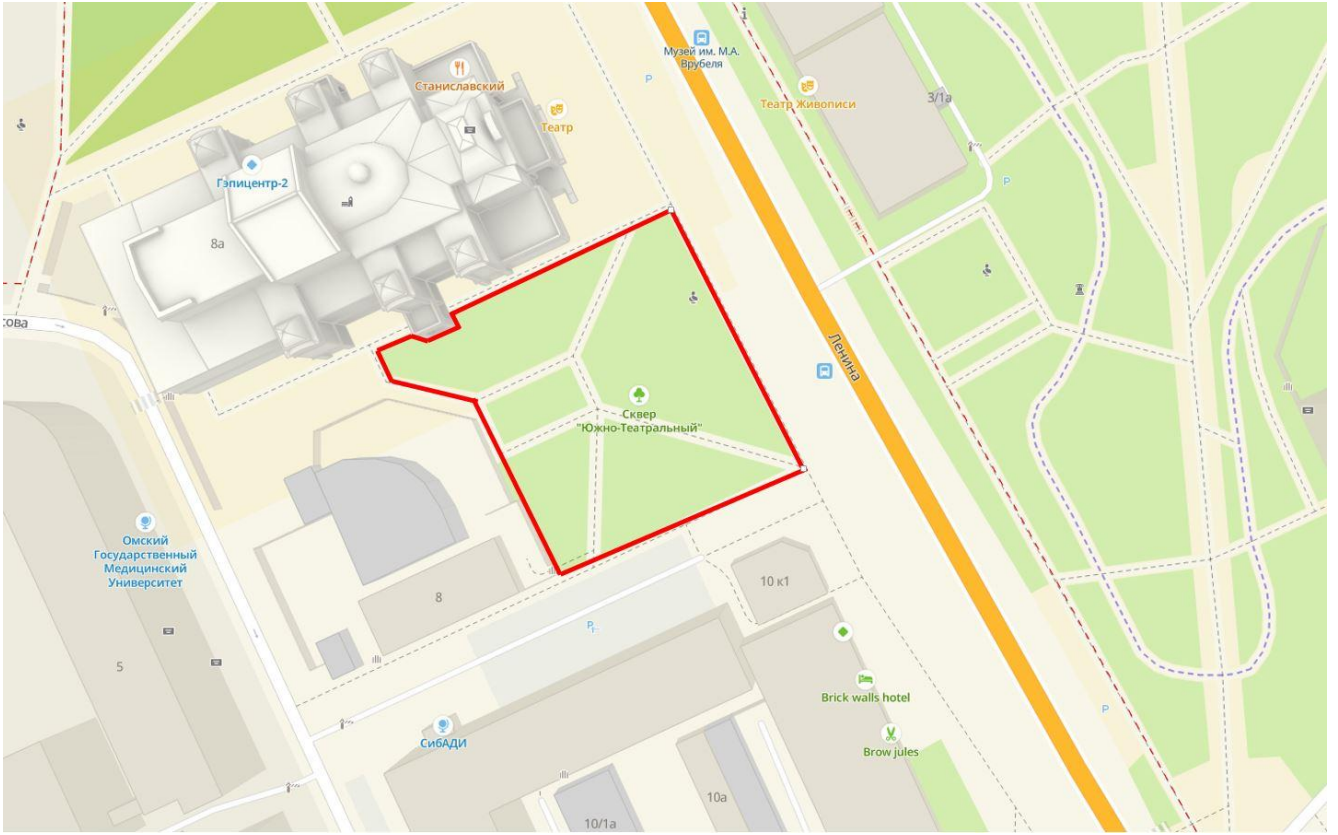 i
Музей им. М.А.
Врубеля
Станиславский
P
Театр Живописи
3/1а
Театр
Гэпицентр-2
P
8а
сова
Ленина
Сквер
"Южно-Театральный"
Омский
Государственный
Медицинский
Университет
10 к1
8
P
5
Brick walls hotel
P
СибАДИ
Brow jules
10а
10/1а